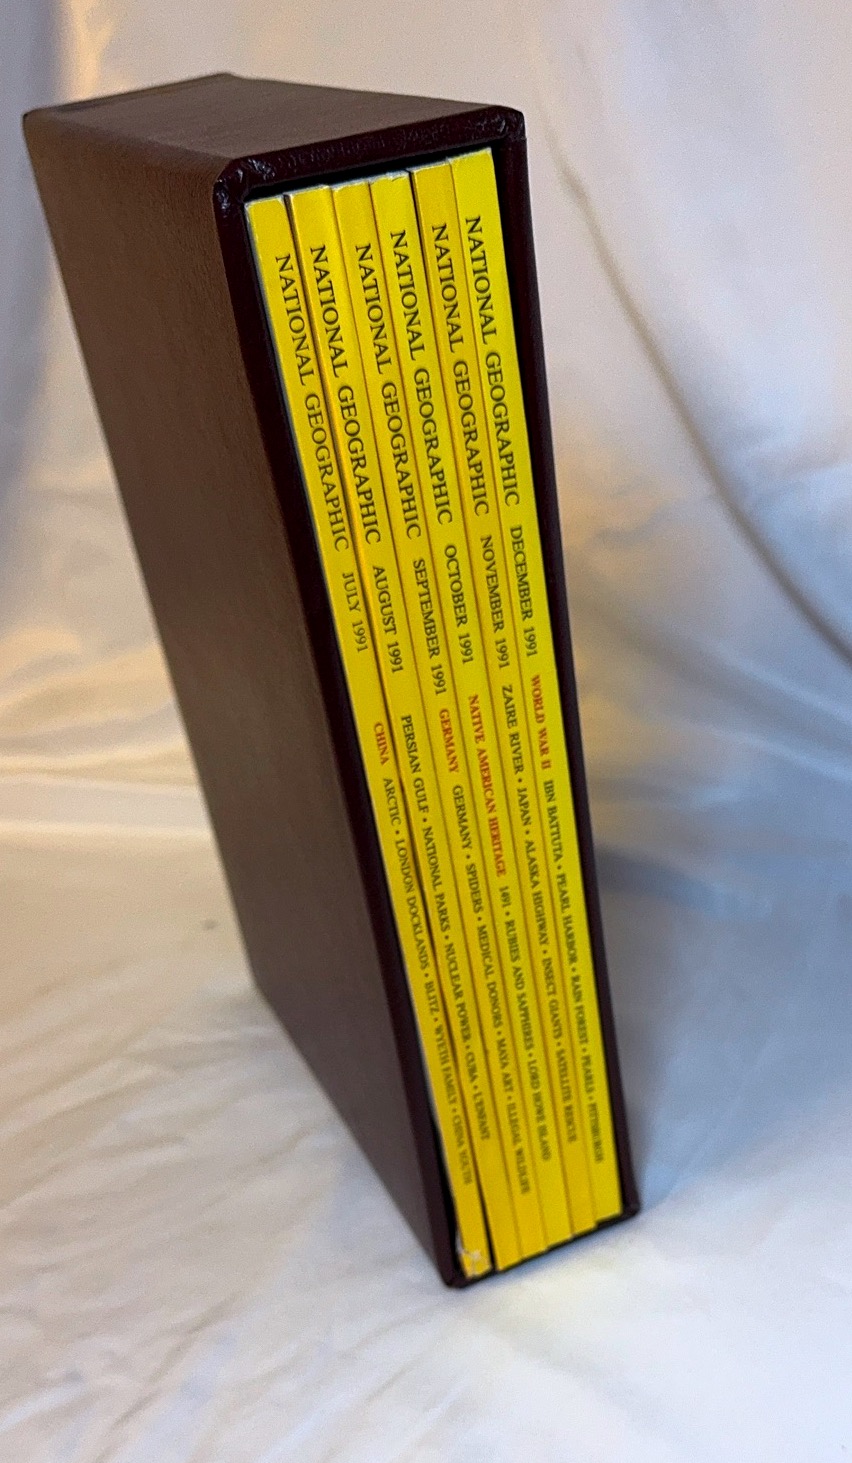 NATIONAL GEOGRAPHIC JULY 1991 CHINA ARCTIC • LONDON DOCKLANDS • BLITZ • WYETH FAMILY • CHINA YOUTH
NATIONAL GEOGRAPHIC AUGUST 1991 PERSIAN GULF • NATIONAL PARKS • NUCLEAR POWER • CUBA • L'ENFANT
NATIONAL GEOGRAPHIC SEPTEMBER 1991 GERMANY GERMANY • SPIDERS • MEDICAL DONORS • MAYA ART • ILLEGAL WILDLIFE
NATIONAL GEOGRAPHIC OCTOBER 1991 NATIVE AMERICAN HERITAGE 1491 • RUBIES AND SAPPHIRES • LORD HOWE ISLAND
NATIONAL GEOGRAPHIC NOVEMBER 1991 ZAIRE RIVER • JAPAN • ALASKA HIGHWAY • INSECT GIANTS • SATELLITE RESCUE
NATIONAL GEOGRAPHIC DECEMBER 1991 WORLD WAR II IBN BATTUTA • PEARL HARBOR • RAIN FOREST • PEARLS • PITTSBURGH